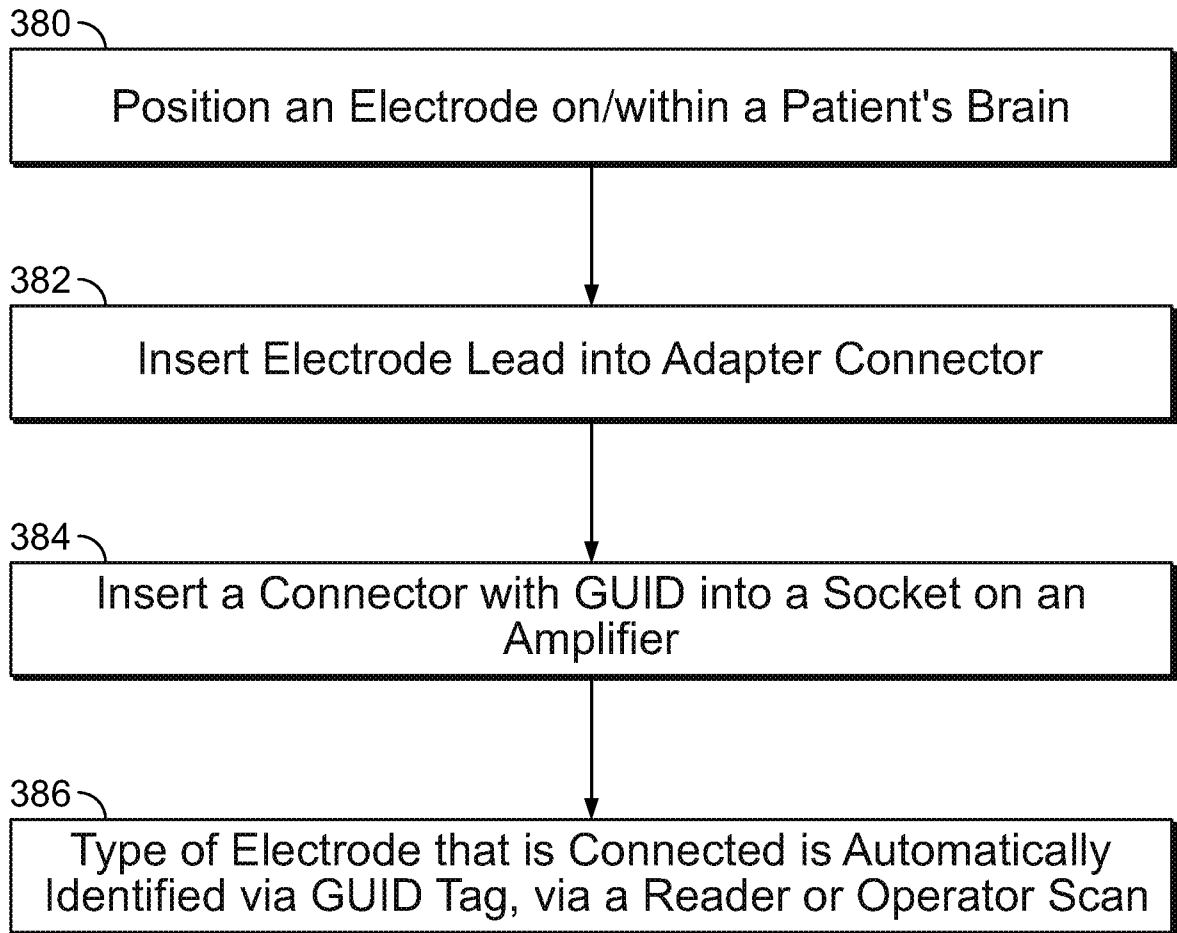 380
Position an Electrode on/within a Patient's Brain
382
Insert Electrode Lead into Adapter Connector
384
Insert a Connector with GUID into a Socket on an
Amplifier
386
Type of Electrode that is Connected is Automatically
Identified via GUID Tag, via a Reader or Operator Scan